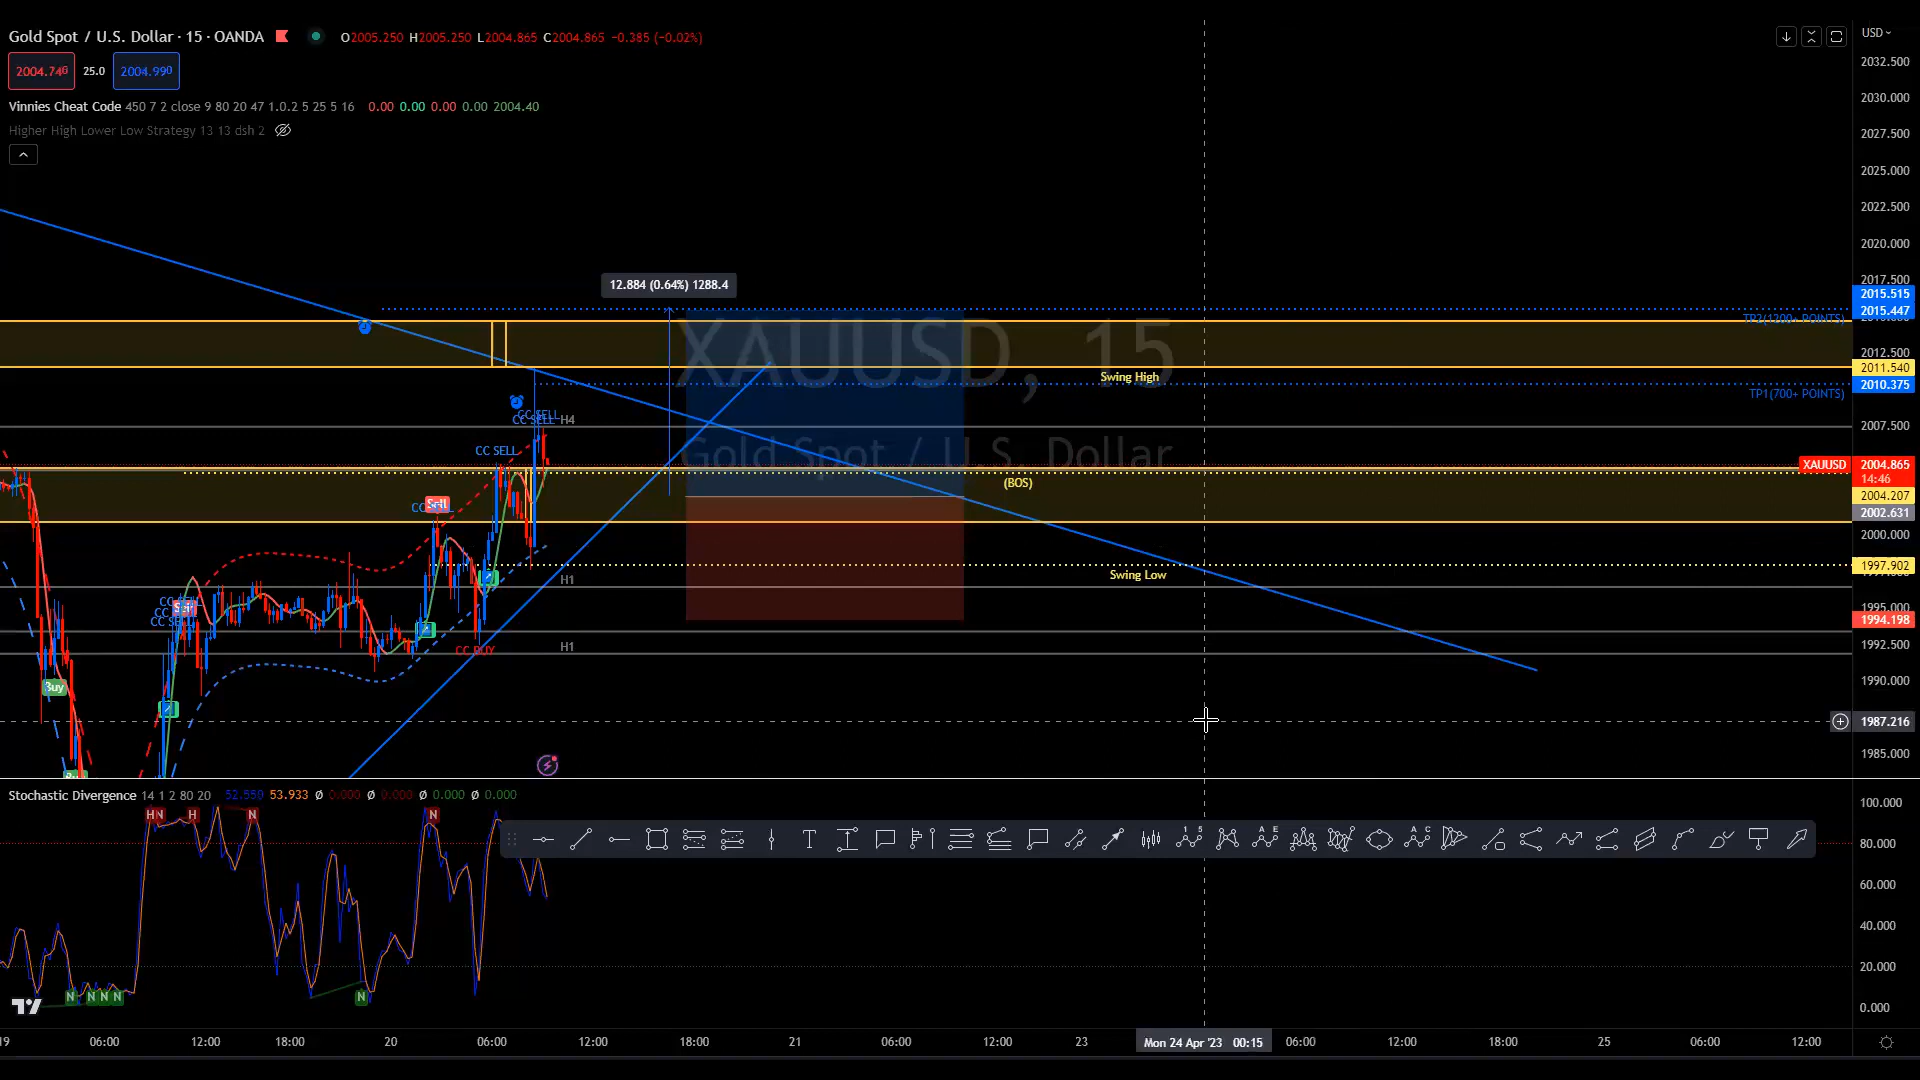 Gold Spot / U.S. Dollar · 15 · OANDA O2005.250 H2005.250 L2004.865 C2004.865 −0.385 (−0.02%)
USD
2004.740 25.0 2004.990
Vinnies Cheat Code 450 7 2 close 9 80 20 47 1.0.2 5 25 5 16 0.00 0.00 0.00 0.00 2004.40
Higher High Lower Low Strategy 13 13 dsh 2
2032.500
2030.000
2027.500
2025.000
2022.500
2020.000
2017.500
12.884 (0.64%) 1288.4
2015.515
2015.447
TP2(1200+ POINTS)
XAUUSD, 15
2012.500
2011.540
Swing High
2010.375
TP1(700+ POINTS)
CC SELL
CC SELL H4
2007.500
CC SELL
Gold Spot / U.S. Dollar
XAUUSD 2004.865
14:46
(BOS)
2004.207
Sell
2002.631
2000.000
1997.902
Swing Low
H1
CC SELL
Sell
CC SELL
CC SELL
1995.000
1994.198
1992.500
H1
CC BUY
Buy
1990.000
1987.216
1985.000
Stochastic Divergence 14 1 2 80 20 52.550 53.933 Ø 0.000 Ø 0.000 Ø 0.000 Ø 0.000
100.000
H N H N N
80.000
60.000
40.000
20.000
N N N N N
0.000
19 06:00 12:00 18:00 20 06:00 12:00 18:00 21 06:00 12:00 23 Mon 24 Apr '23 00:15 06:00 12:00 18:00 25 06:00 12:00